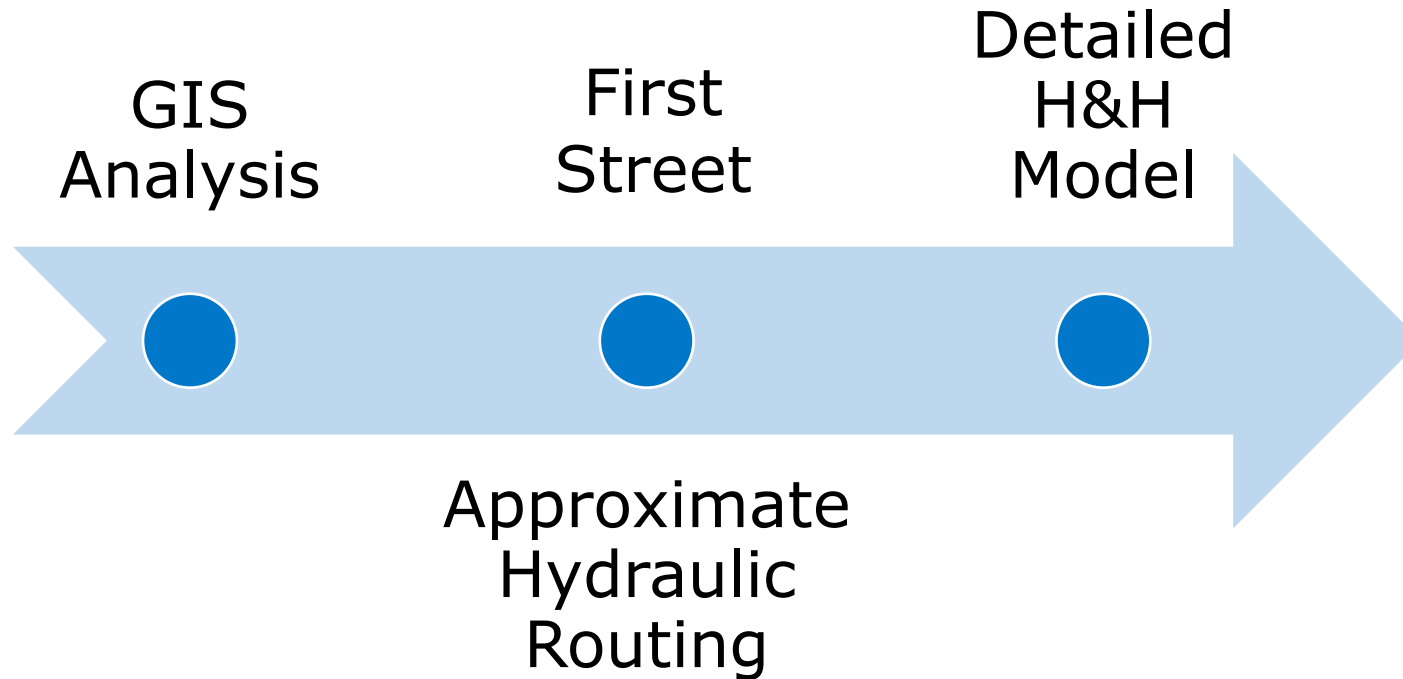 GIS
Analysis
First
Street
Detailed
H&H
Model
Approximate
Hydraulic
Routing